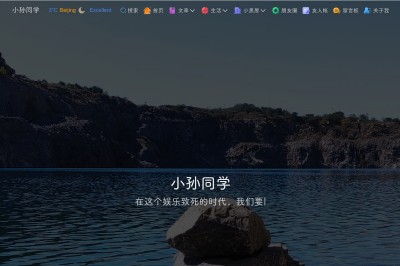 小孙同学 3°C Beijing Excellent 搜索 首页 文章 生活 小黑屋 朋友圈 友人帐 留言板 关于我
小孙同学
在这个娱乐致死的时代，我们要|